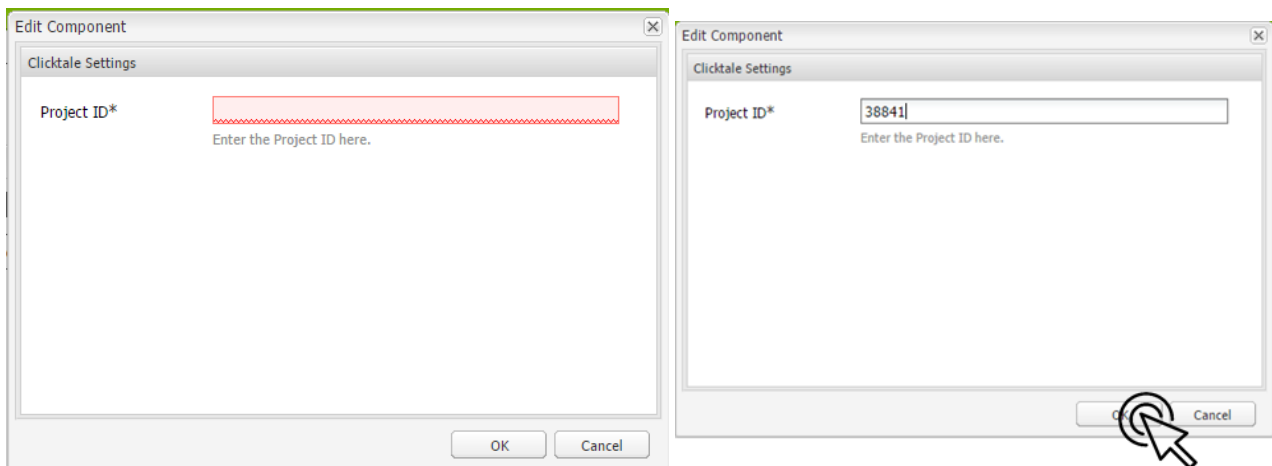 Edit Component
Clicktale Settings
Project ID*
Enter the Project ID here.
OK
Cancel
Edit Component
Clicktale Settings
Project ID*
38841
Enter the Project ID here.
Cancel